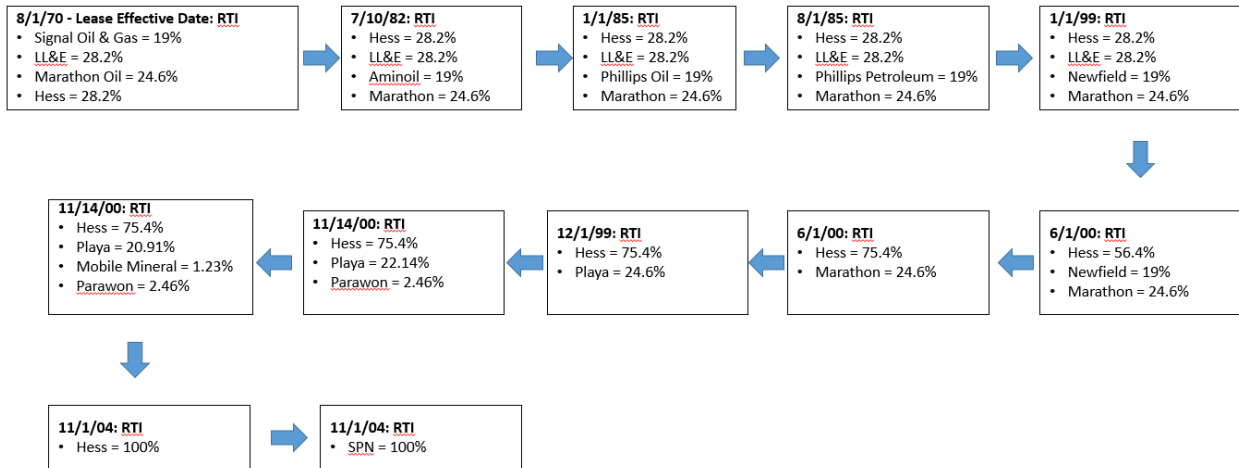 8/1/70 - Lease Effective Date: RTI
• Signal Oil & Gas = 19%
• LL&E = 28.2%
• Marathon Oil = 24.6%
• Hess = 28.2%
7/10/82: RTI
• Hess = 28.2%
• LL&E = 28.2%
• Aminoil = 19%
• Marathon = 24.6%
1/1/85: RTI
• Hess = 28.2%
• LL&E = 28.2%
• Phillips Oil = 19%
• Marathon = 24.6%
8/1/85: RTI
• Hess = 28.2%
• LL&E = 28.2%
• Phillips Petroleum = 19%
• Marathon = 24.6%
1/1/99: RTI
• Hess = 28.2%
• LL&E = 28.2%
• Newfield = 19%
• Marathon = 24.6%
6/1/00: RTI
• Hess = 56.4%
• Newfield = 19%
• Marathon = 24.6%
6/1/00: RTI
• Hess = 75.4%
• Marathon = 24.6%
12/1/99: RTI
• Hess = 75.4%
• Playa = 24.6%
11/14/00: RTI
• Hess = 75.4%
• Playa = 22.14%
• Parawon = 2.46%
11/14/00: RTI
• Hess = 75.4%
• Playa = 20.91%
• Mobile Mineral = 1.23%
• Parawon = 2.46%
11/1/04: RTI
• Hess = 100%
11/1/04: RTI
• SPN = 100%